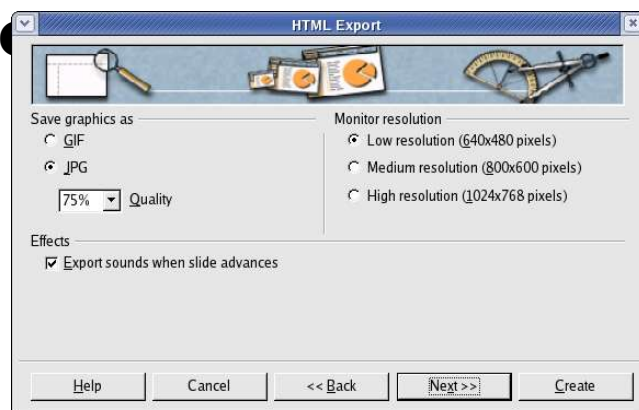 HTML Export
Save graphics as
GIF
JPG
75% Quality
Monitor resolution
Low resolution (640x480 pixels)
Medium resolution (800x600 pixels)
High resolution (1024x768 pixels)
Effects
Export sounds when slide advances
Help Cancel << Back Next >> Create